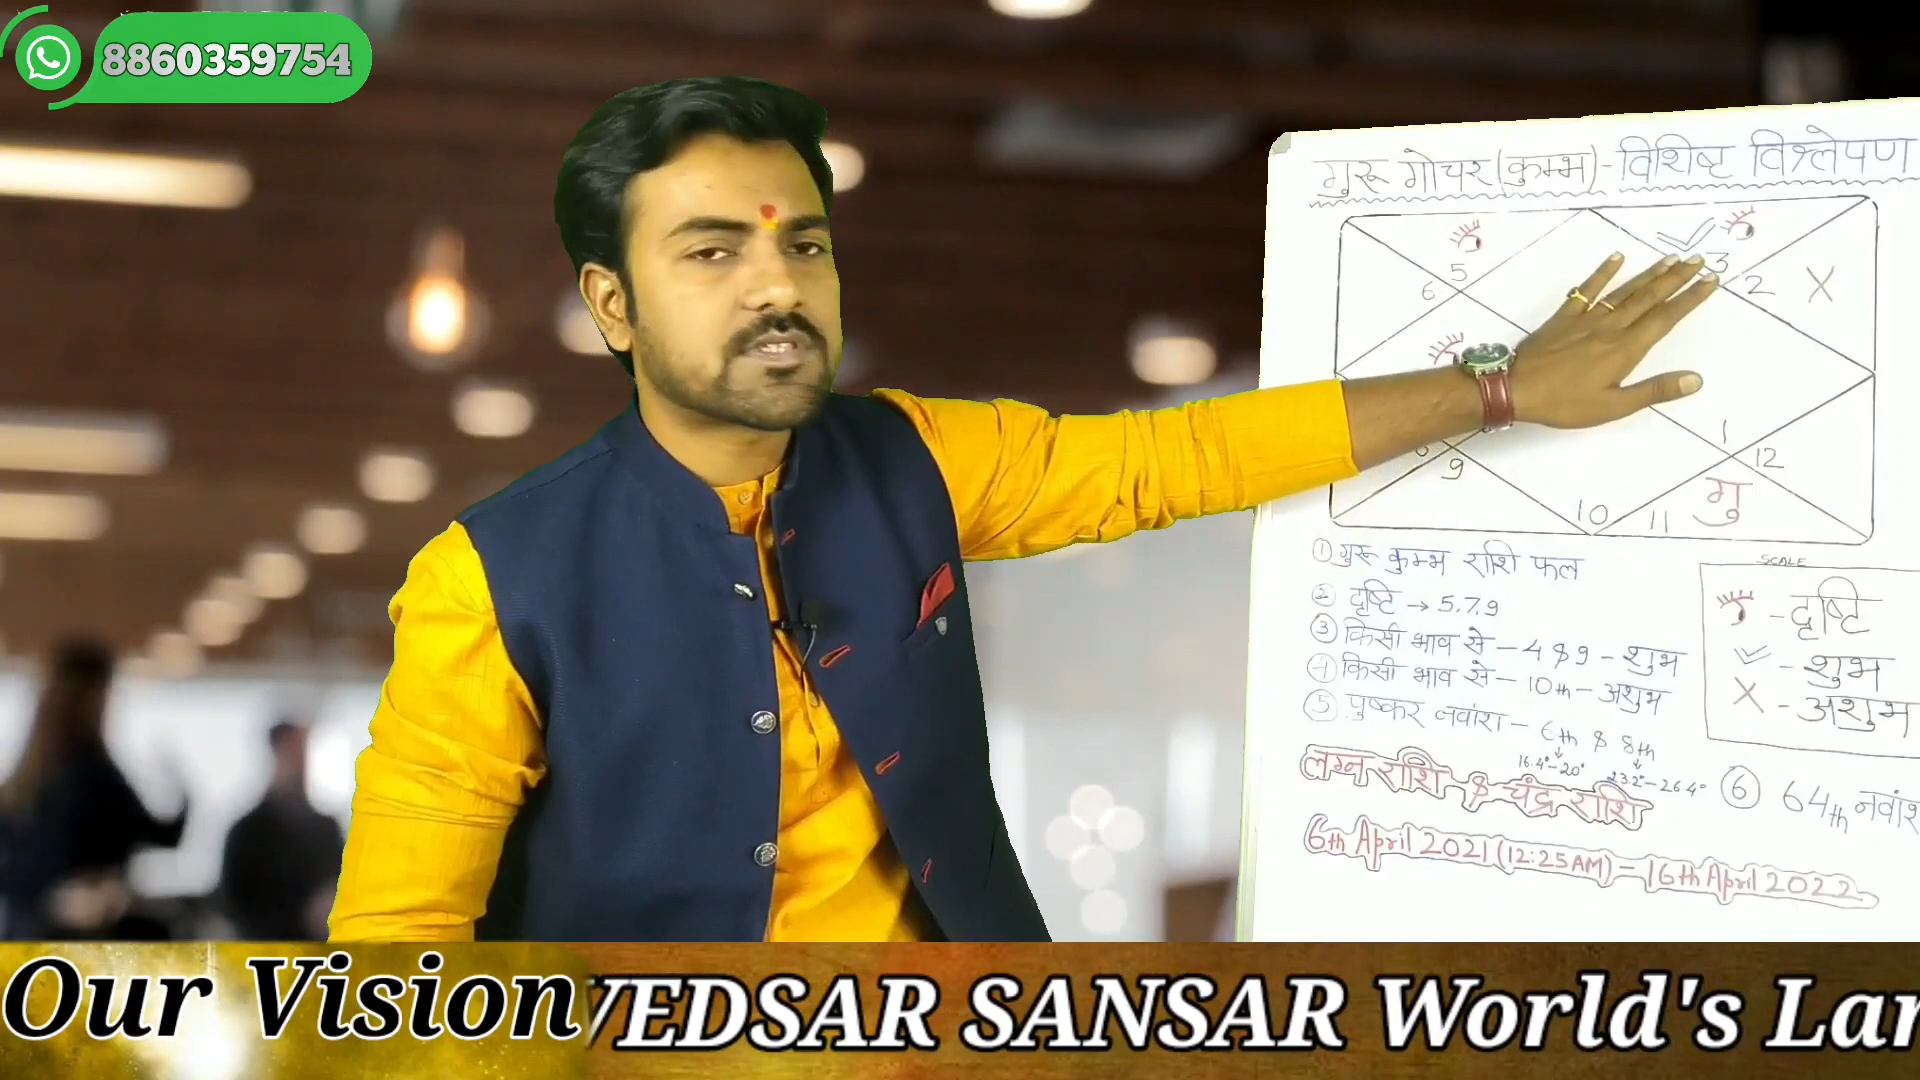 8860359754
गुरू गोचर (कुम्भ) - विशिष्ट विश्लेषण
5
3
6
2
X
1
12
9
गु
10
11
① गुरू कुम्भ राशि फल
② दृष्टि → 5.7.9
③ किसी भाव से - 4 $ 9 - शुभ
④ किसी भाव से - 10th - अशुभ
⑤ पुष्कर नवांश - 6th $ 8th
16.4° - 20°
23.2° - 26.4°
लग्न राशि $ चंद्र राशि
⑥ 64th नवांश
6th April 2021 (12:25AM) - 16th April 2022
SCALE
- दृष्टि
- शुभ
X - अशुभ
Our Vision
VEDSAR SANSAR World's Lar